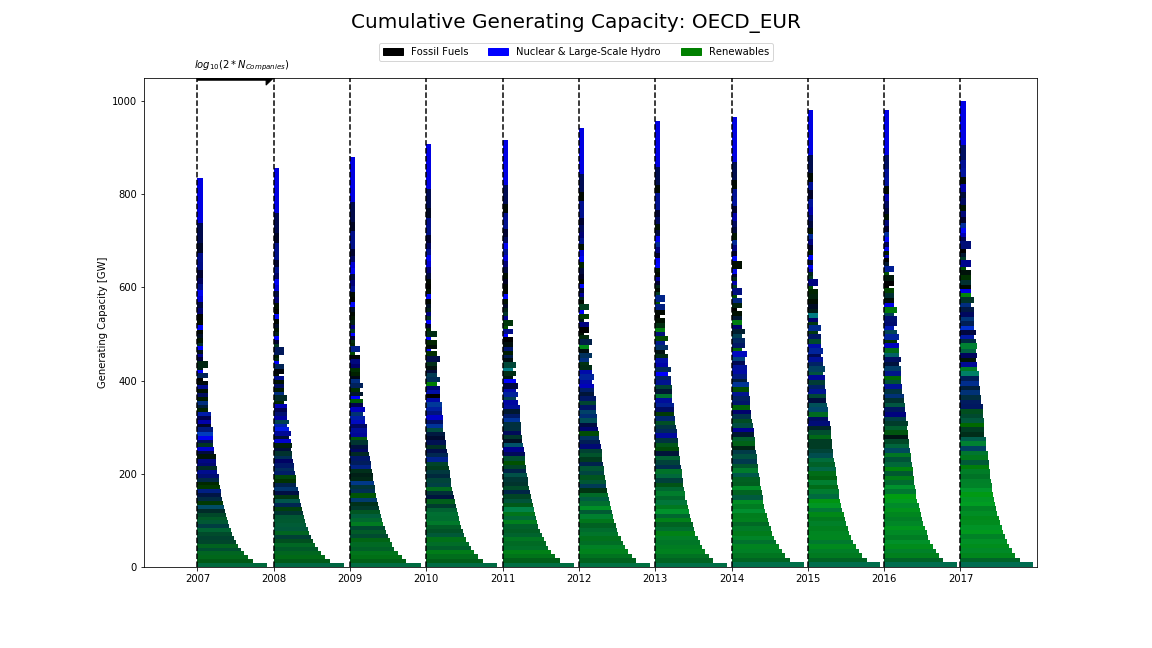 Cumulative Generating Capacity: OECD_EUR
Fossil Fuels Nuclear & Large-Scale Hydro Renewables
log10(2 * NCompanies)
1000
800
600
400
200
0
Generating Capacity [GW]
2007 2008 2009 2010 2011 2012 2013 2014 2015 2016 2017